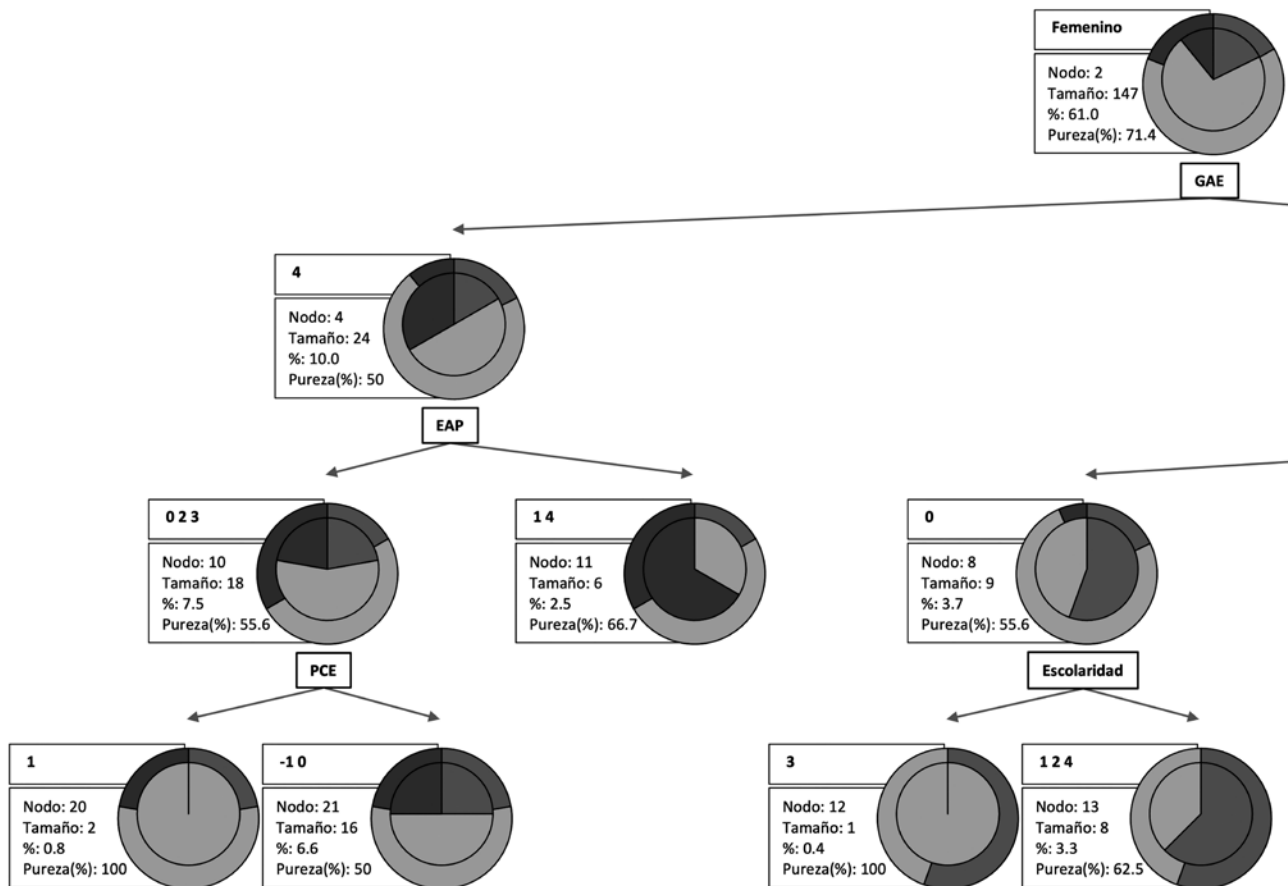 Femenino
Nodo: 2
Tamaño: 147
%: 61.0
Pureza(%): 71.4
GAE
4
Nodo: 4
Tamaño: 24
%: 10.0
Pureza(%): 50
EAP
0 2 3
Nodo: 10
Tamaño: 18
%: 7.5
Pureza(%): 55.6
1 4
Nodo: 11
Tamaño: 6
%: 2.5
Pureza(%): 66.7
0
Nodo: 8
Tamaño: 9
%: 3.7
Pureza(%): 55.6
PCE
Escolaridad
1
Nodo: 20
Tamaño: 2
%: 0.8
Pureza(%): 100
-1 0
Nodo: 21
Tamaño: 16
%: 6.6
Pureza(%): 50
3
Nodo: 12
Tamaño: 1
%: 0.4
Pureza(%): 100
1 2 4
Nodo: 13
Tamaño: 8
%: 3.3
Pureza(%): 62.5